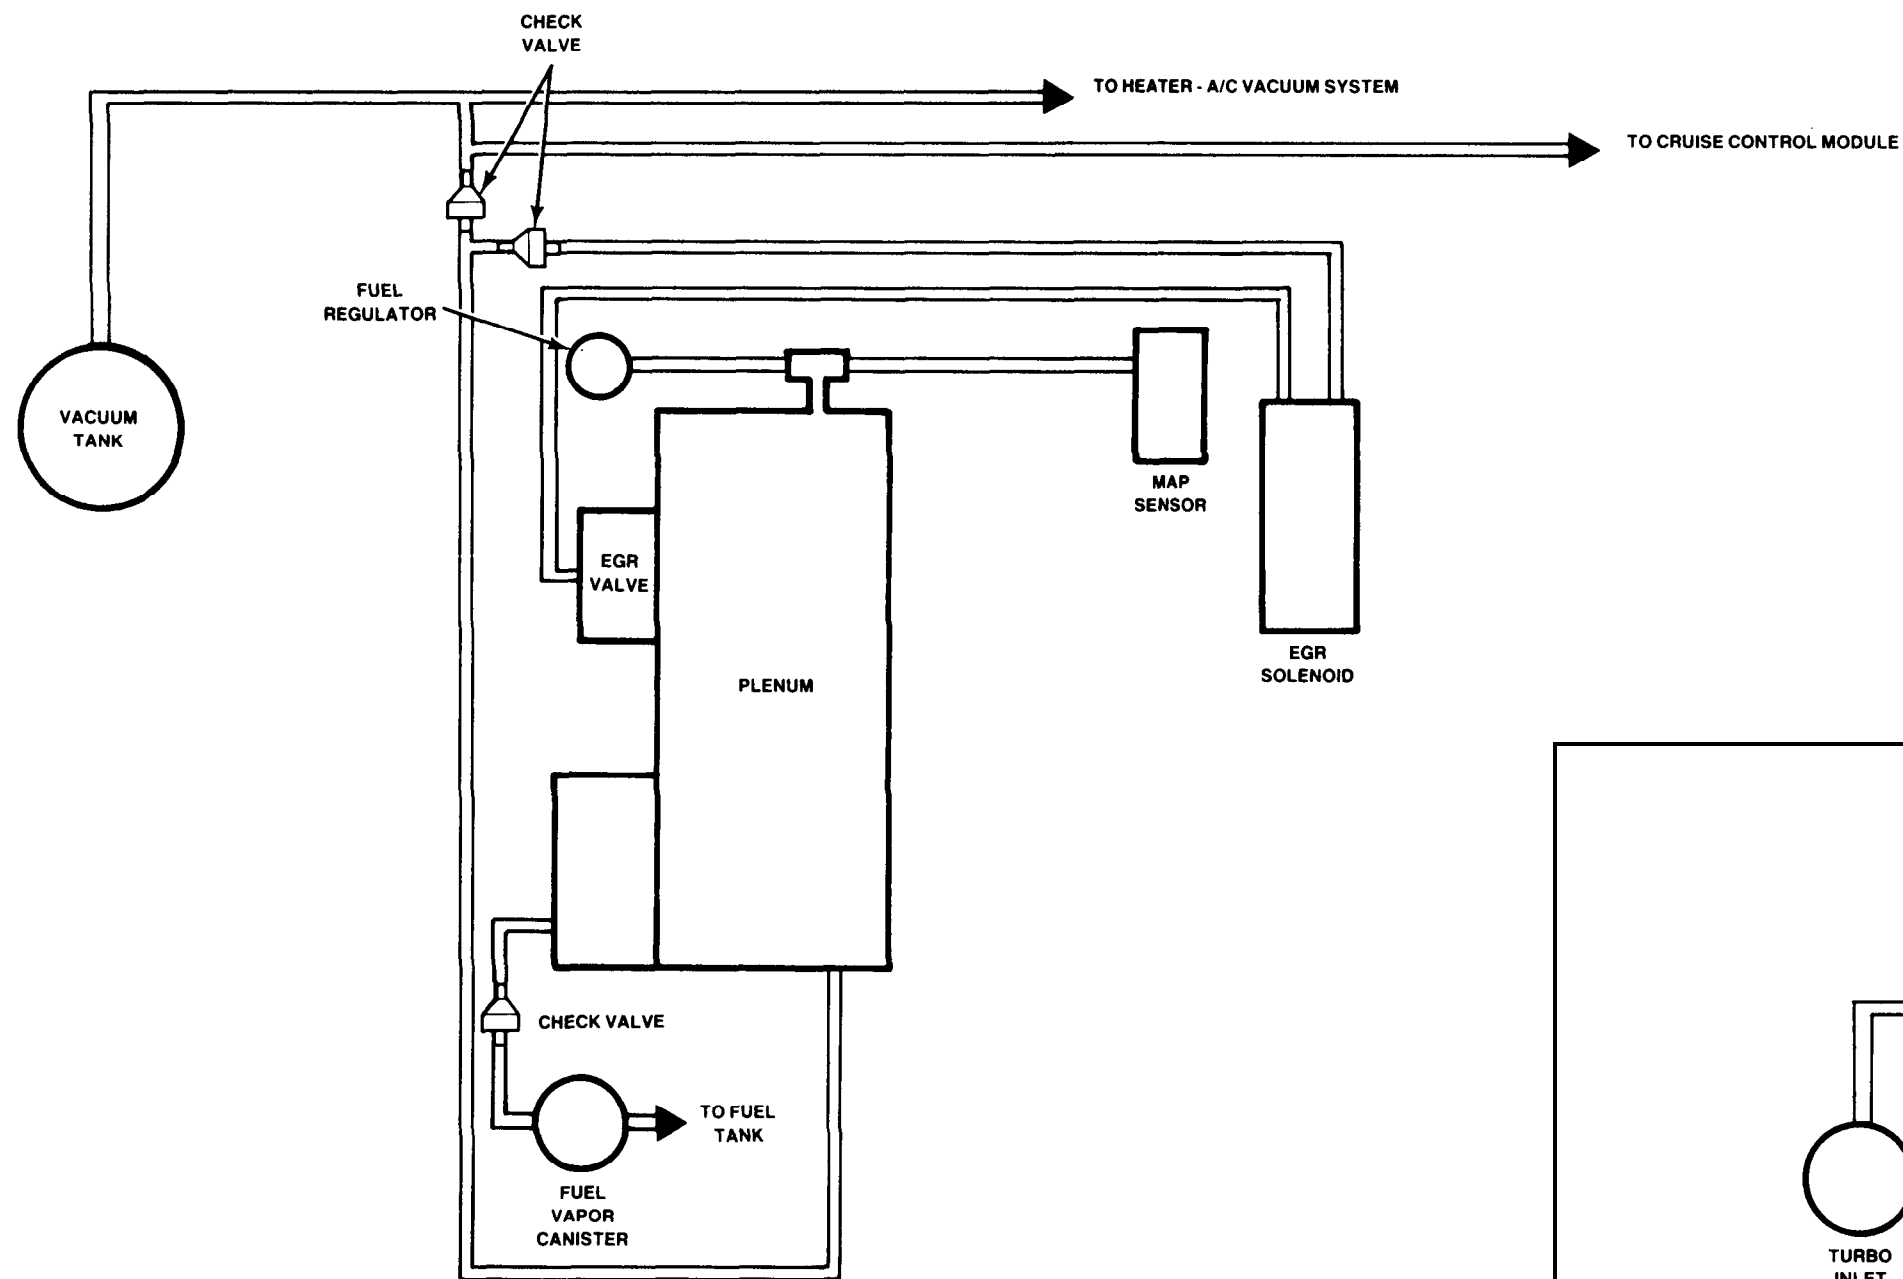 CHECK
VALVE
TO HEATER - A/C VACUUM SYSTEM
TO CRUISE CONTROL MODULE
FUEL
REGULATOR
VACUUM
TANK
MAP
SENSOR
EGR
VALVE
EGR
SOLENOID
PLENUM
CHECK VALVE
TO FUEL
TANK
FUEL
VAPOR
CANISTER
TURBO
INLET